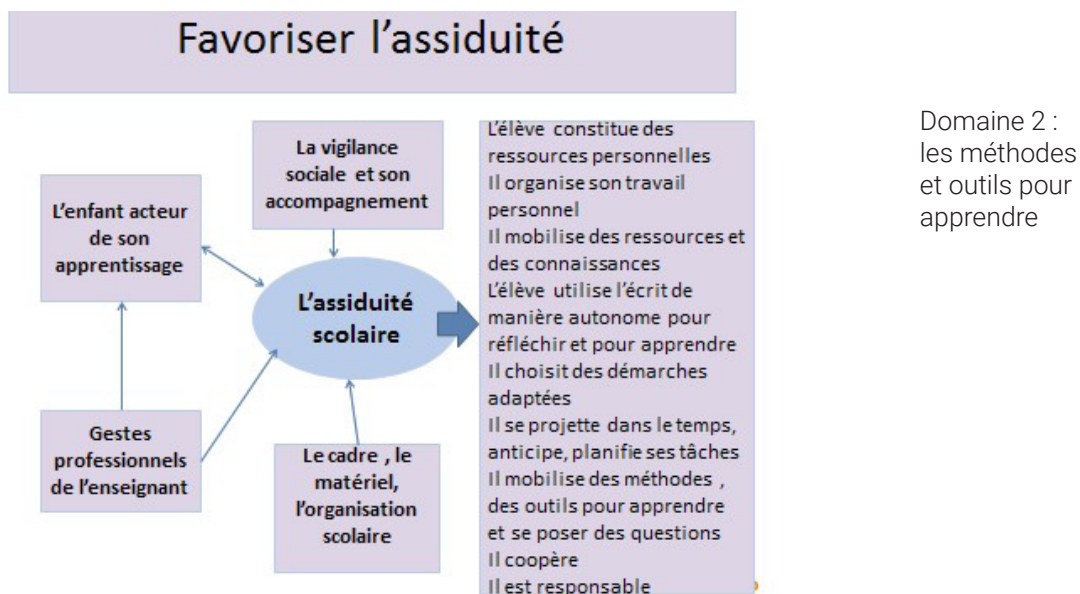 Favoriser l’assiduité
La vigilance
sociale et son
accompagnement
L’enfant acteur
de son
apprentissage
L’assiduité
scolaire
Gestes
professionnels
de l’enseignant
Le cadre , le
matériel,
l’organisation
scolaire
L’élève constitue des
ressources personnelles
Il organise son travail
personnel
Il mobilise des ressources et
des connaissances
L’élève utilise l’écrit de
manière autonome pour
réfléchir et pour apprendre
Il choisit des démarches
adaptées
Il se projette dans le temps,
anticipe, planifie ses tâches
Il mobilise des méthodes ,
des outils pour apprendre
et se poser des questions
Il coopère
Il est responsable
Domaine 2 :
les méthodes
et outils pour
apprendre